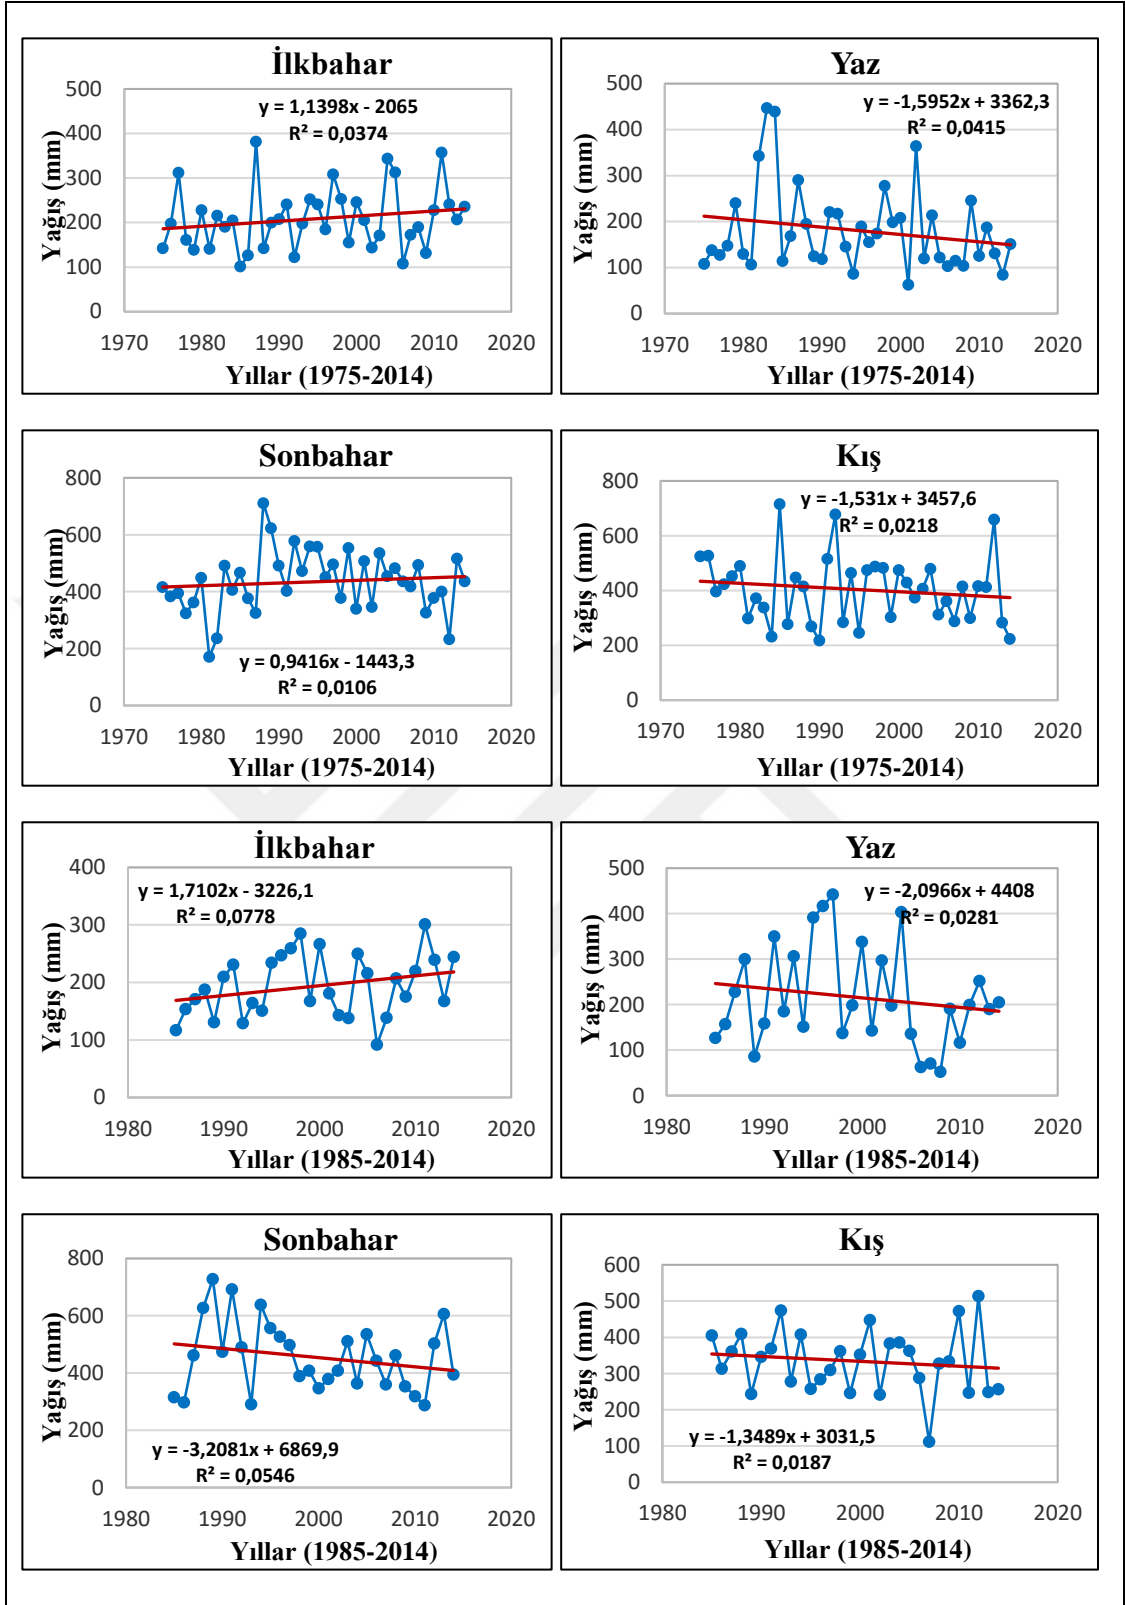 İlkbahar
y = 1,1398x - 2065
R² = 0,0374
Yağış (mm)
500
400
300
200
100
0
1970 1980 1990 2000 2010 2020
Yıllar (1975-2014)
Yaz
y = -1,5952x + 3362,3
R² = 0,0415
Yağış (mm)
500
400
300
200
100
0
1970 1980 1990 2000 2010 2020
Yıllar (1975-2014)
Sonbahar
Yağış (mm)
800
600
400
200
0
y = 0,9416x - 1443,3
R² = 0,0106
1970 1980 1990 2000 2010 2020
Yıllar (1975-2014)
Kış
y = -1,531x + 3457,6
R² = 0,0218
Yağış (mm)
800
600
400
200
0
1970 1980 1990 2000 2010 2020
Yıllar (1975-2014)
İlkbahar
y = 1,7102x - 3226,1
R² = 0,0778
Yağış (mm)
400
300
200
100
0
1980 1990 2000 2010 2020
Yıllar (1985-2014)
Yaz
y = -2,0966x + 4408
R² = 0,0281
Yağış (mm)
500
400
300
200
100
0
1980 1990 2000 2010 2020
Yıllar (1985-2014)
Sonbahar
Yağış (mm)
800
600
400
200
0
y = -3,2081x + 6869,9
R² = 0,0546
1980 1990 2000 2010 2020
Yıllar (1985-2014)
Kış
Yağış (mm)
600
500
400
300
200
100
0
y = -1,3489x + 3031,5
R² = 0,0187
1980 1990 2000 2010 2020
Yıllar (1985-2014)